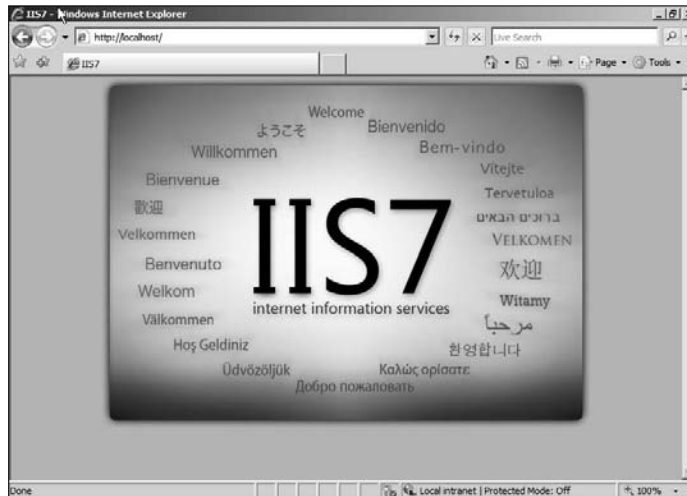 IIS7 - Windows Internet Explorer
http://localhost/
Live Search
IIS7
Page
Tools
Welcome
ようこそ
Bienvenido
Willkommen
Bem-vindo
Vítejte
Bienvenue
Tervetuloa
歡迎
ברוכים הבאים
Velkommen
VELKOMEN
IIS7
Benvenuto
欢迎
Welkom
Witamy
internet information services
Välkommen
مرحباً
Hoş Geldiniz
환영합니다
Üdvözöljük
Καλώς ορίσατε
Добро пожаловать
Done
Local intranet | Protected Mode: Off
100%